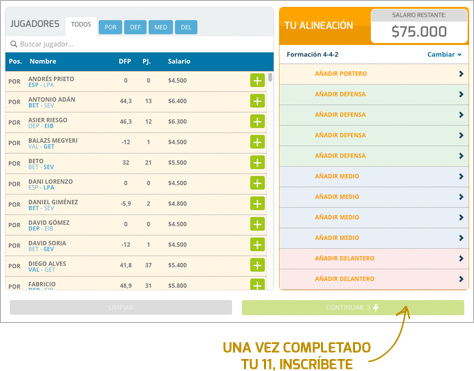 JUGADORES TODOS POR DEF MED DEL
Buscar jugador...
Pos. Nombre DFP PJ. Salario
POR ANDRÉS PRIETO 0 0 $4.500
ESP - LPA
POR ANTONIO ADÁN 44,3 13 $6.400
BET - SEV
POR ASIER RIESGO 46,3 12 $6.300
DEP - EIB
POR BALAZS MEGYERI -12 1 $4.500
VAL - GET
POR BETO 32 21 $5.500
BET - SEV
POR DANI LORENZO 0 0 $4.500
ESP - LPA
POR DANIEL GIMÉNEZ -5,9 2 $4.800
BET - SEV
POR DAVID GÓMEZ 0 0 $4.500
DEP - EIB
POR DAVID SORIA -12 1 $4.500
BET - SEV
POR DIEGO ALVES 41,8 37 $5.400
VAL - GET
POR FABRICIO 48,9 31 $5.800
LIMPIAR
TU ALINEACIÓN
SALARIO RESTANTE:
$75.000
Formación 4-4-2 Cambiar
AÑADIR PORTERO
AÑADIR DEFENSA
AÑADIR DEFENSA
AÑADIR DEFENSA
AÑADIR DEFENSA
AÑADIR MEDIO
AÑADIR MEDIO
AÑADIR MEDIO
AÑADIR MEDIO
AÑADIR DELANTERO
AÑADIR DELANTERO
CONTINUAR
UNA VEZ COMPLETADO
TU 11, INSCRÍBETE